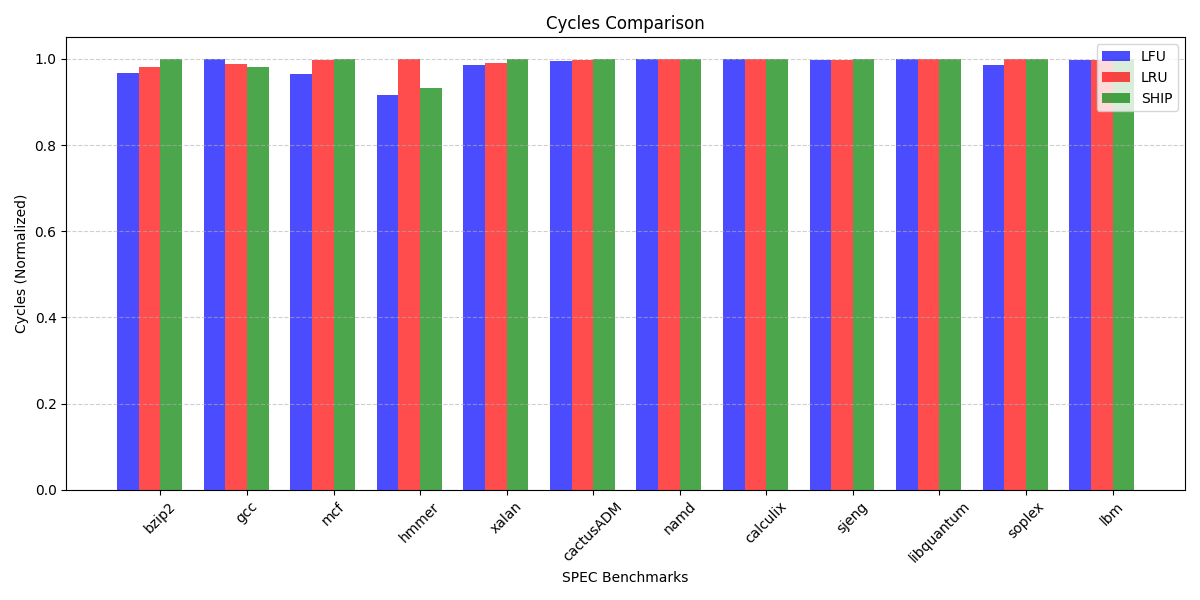 Cycles Comparison
Cycles (Normalized)
1.0
0.8
0.6
0.4
0.2
0.0
LFU
LRU
SHIP
bzip2
gcc
mcf
hmmer
xalan
cactusADM
namd
calculix
sjeng
libquantum
soplex
lbm
SPEC Benchmarks